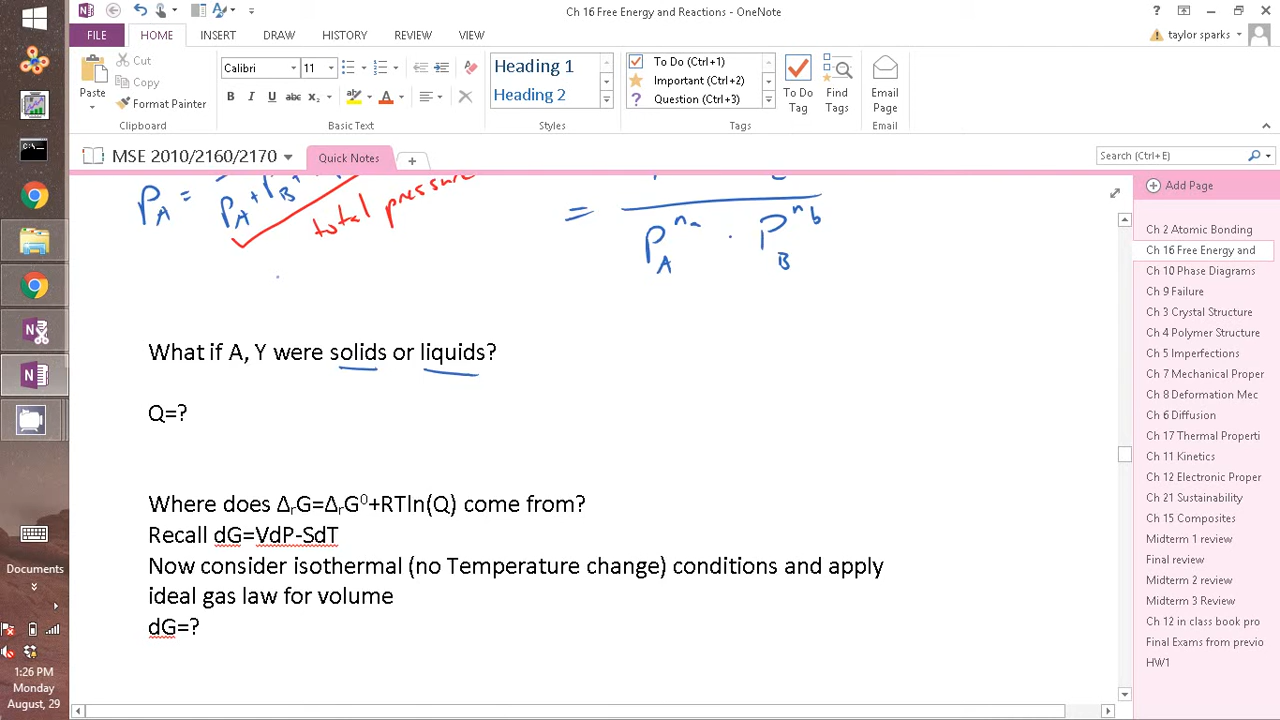 Ch 16 Free Energy and Reactions - OneNote
FILE HOME INSERT DRAW HISTORY REVIEW VIEW
taylor sparks
Paste
Cut
Copy
Format Painter
Clipboard
Calibri 11
B I U abc x₂ A
Basic Text
Heading 1
Heading 2
Styles
To Do (Ctrl+1)
Important (Ctrl+2)
Question (Ctrl+3)
Tags
To Do Tag
Find Tags
Email Page
Email
MSE 2010/2160/2170
Quick Notes
Search (Ctrl+E)
Add Page
Ch 2 Atomic Bonding
Ch 16 Free Energy and
Ch 10 Phase Diagrams
Ch 9 Failure
Ch 3 Crystal Structure
Ch 4 Polymer Structure
Ch 5 Imperfections
Ch 7 Mechanical Proper
Ch 8 Deformation Mec
Ch 6 Diffusion
Ch 17 Thermal Properti
Ch 11 Kinetics
Ch 12 Electronic Proper
Ch 21 Sustainability
Ch 15 Composites
Midterm 1 review
Final review
Midterm 2 review
Midterm 3 Review
Ch 12 in class book pro
Final Exams from previo
HW1
P_A =
P_A + P_B +
total pressure
=
P_A^n_a · P_B^n_b
What if A, Y were solids or liquids?
Q=?
Where does ΔᵣG=ΔᵣG⁰+RTln(Q) come from?
Recall dG=VdP-SdT
Now consider isothermal (no Temperature change) conditions and apply
ideal gas law for volume
dG=?
Documents
1:26 PM
Monday
August, 29